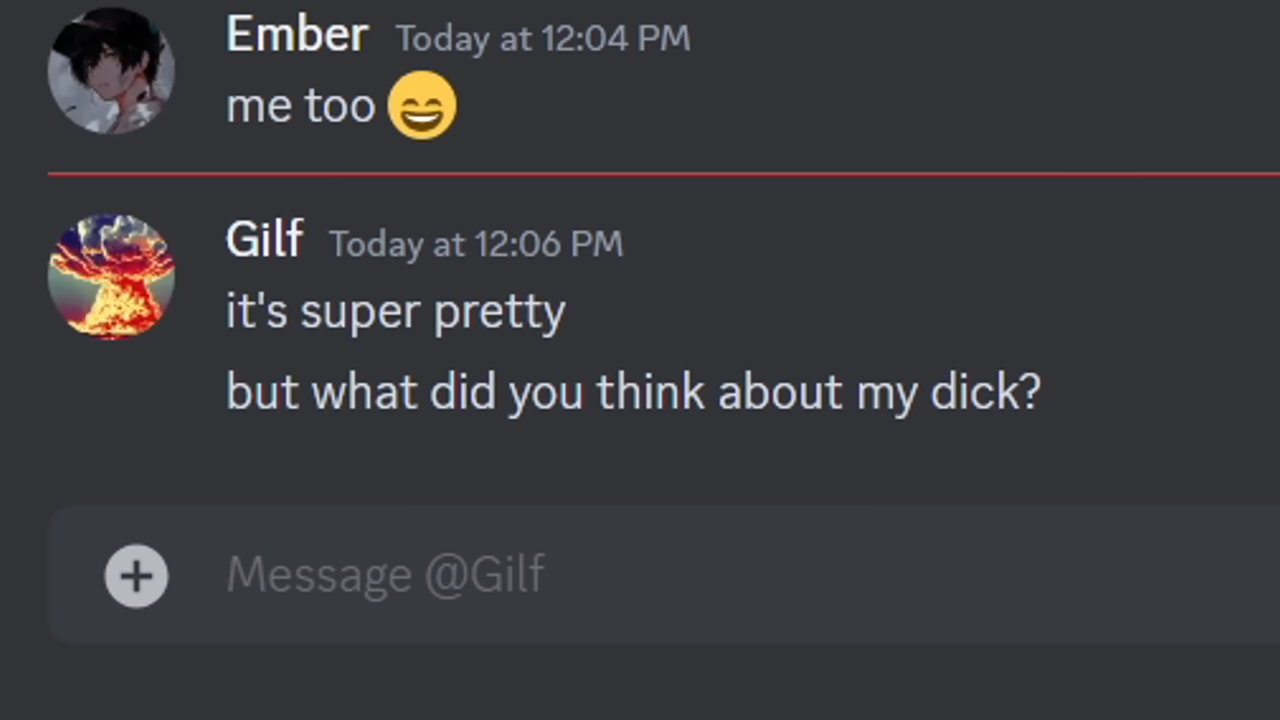 Ember Today at 12:04 PM
me too 😄
Gilf Today at 12:06 PM
it's super pretty
but what did you think about my dick?
Message @Gilf